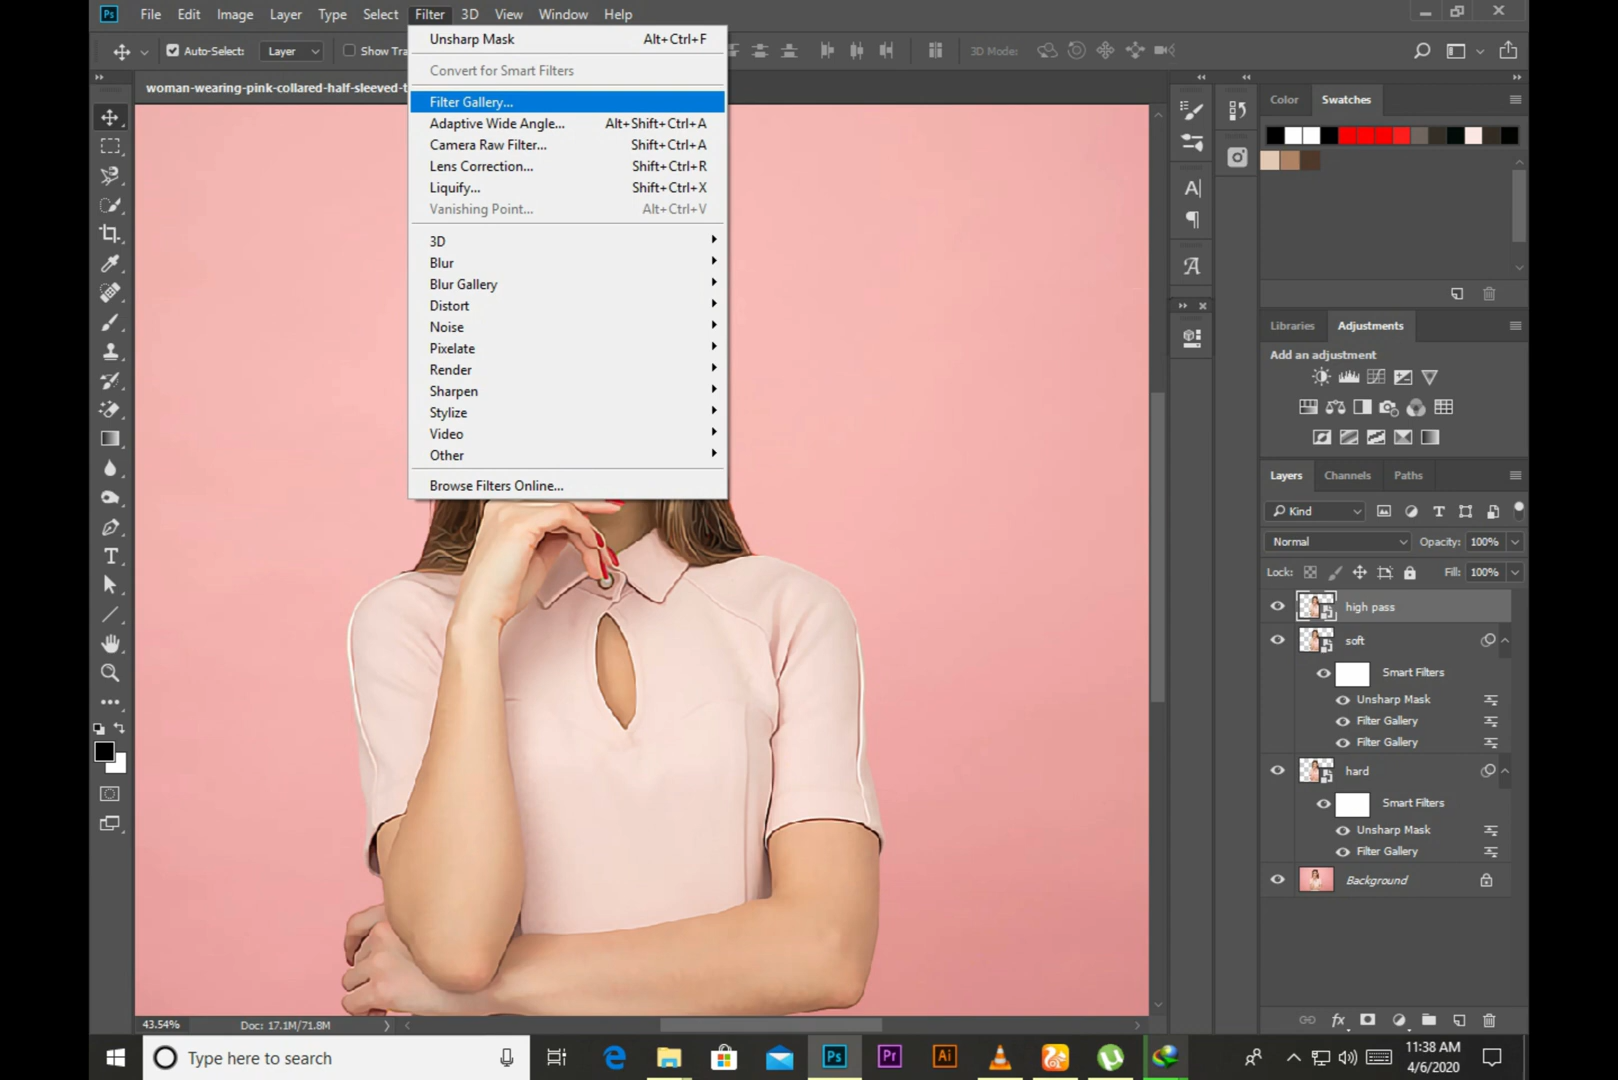 Ps File Edit Image Layer Type Select Filter 3D View Window Help
Auto-Select: Layer Show Tra 3D Mode:
woman-wearing-pink-collared-half-sleeved-t
Unsharp Mask Alt+Ctrl+F
Convert for Smart Filters
Filter Gallery...
Adaptive Wide Angle... Alt+Shift+Ctrl+A
Camera Raw Filter... Shift+Ctrl+A
Lens Correction... Shift+Ctrl+R
Liquify... Shift+Ctrl+X
Vanishing Point... Alt+Ctrl+V
3D
Blur
Blur Gallery
Distort
Noise
Pixelate
Render
Sharpen
Stylize
Video
Other
Browse Filters Online...
Color Swatches
Libraries Adjustments
Add an adjustment
Layers Channels Paths
Kind
Normal Opacity: 100%
Lock: Fill: 100%
high pass
soft
Smart Filters
Unsharp Mask
Filter Gallery
Filter Gallery
hard
Smart Filters
Unsharp Mask
Filter Gallery
Background
fx
43.54% Doc: 17.1M/71.8M
Type here to search
Ps Pr Ai
11:38 AM
4/6/2020